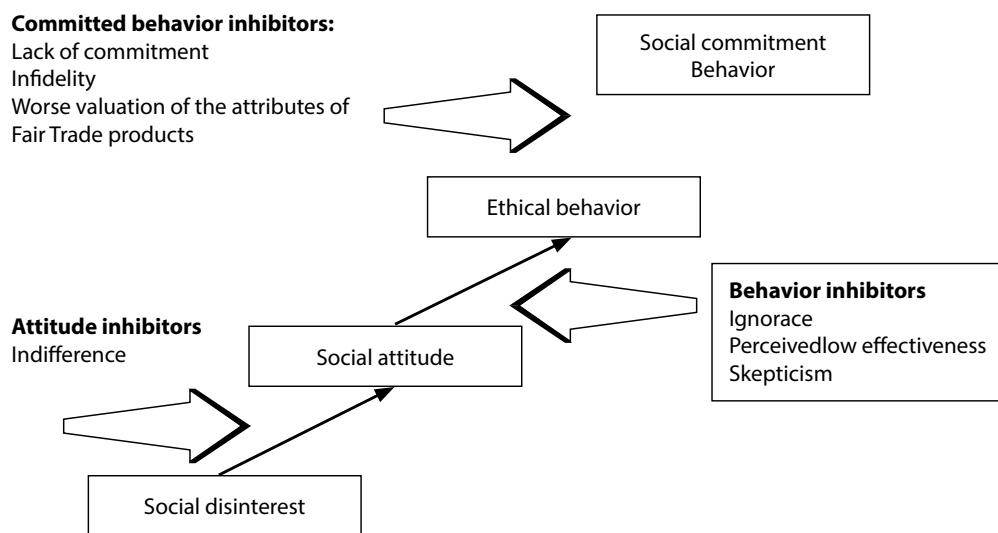 Committed behavior inhibitors:
Lack of commitment
Infidelity
Worse valuation of the attributes of
Fair Trade products
Social commitment
Behavior
Ethical behavior
Behavior inhibitors
Ignorace
Perceivedlow effectiveness
Skepticism
Attitude inhibitors
Indifference
Social attitude
Social disinterest